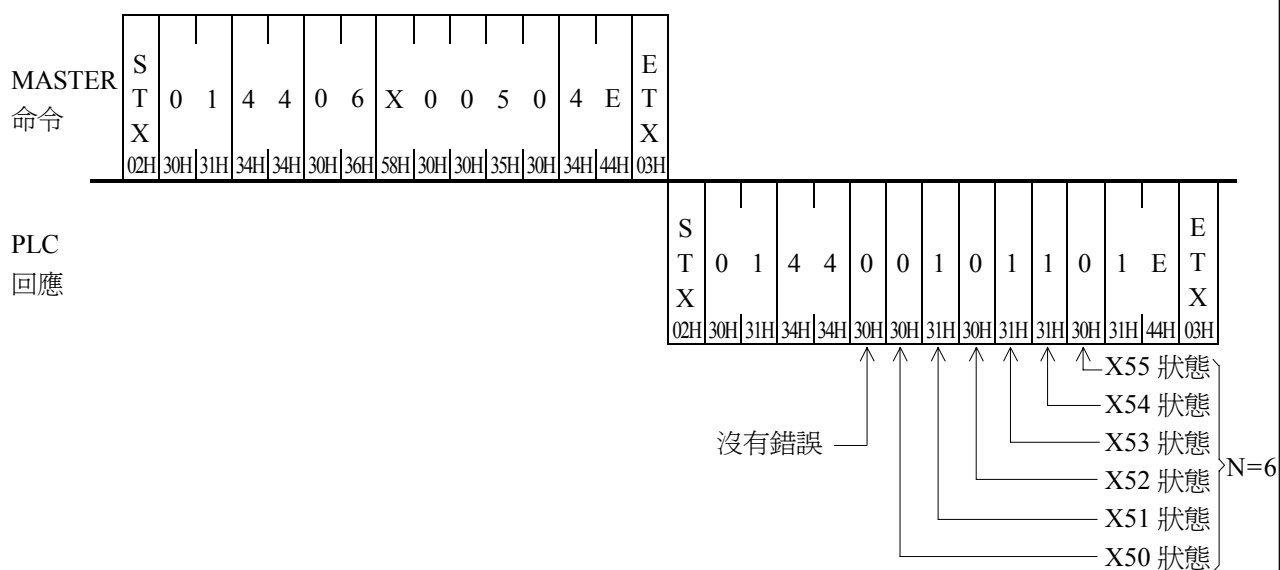 MASTER
命令
STX 0 1 4 4 0 6 X 0 0 5 0 4 E ETX
02H 30H 31H 34H 34H 30H 36H 58H 30H 30H 35H 30H 34H 44H 03H
PLC
回應
STX 0 1 4 4 0 0 1 0 1 1 0 1 E ETX
02H 30H 31H 34H 34H 30H 30H 31H 30H 31H 31H 30H 31H 44H 03H
X55 狀態
X54 狀態
沒有錯誤
X53 狀態
N=6
X52 狀態
X51 狀態
X50 狀態